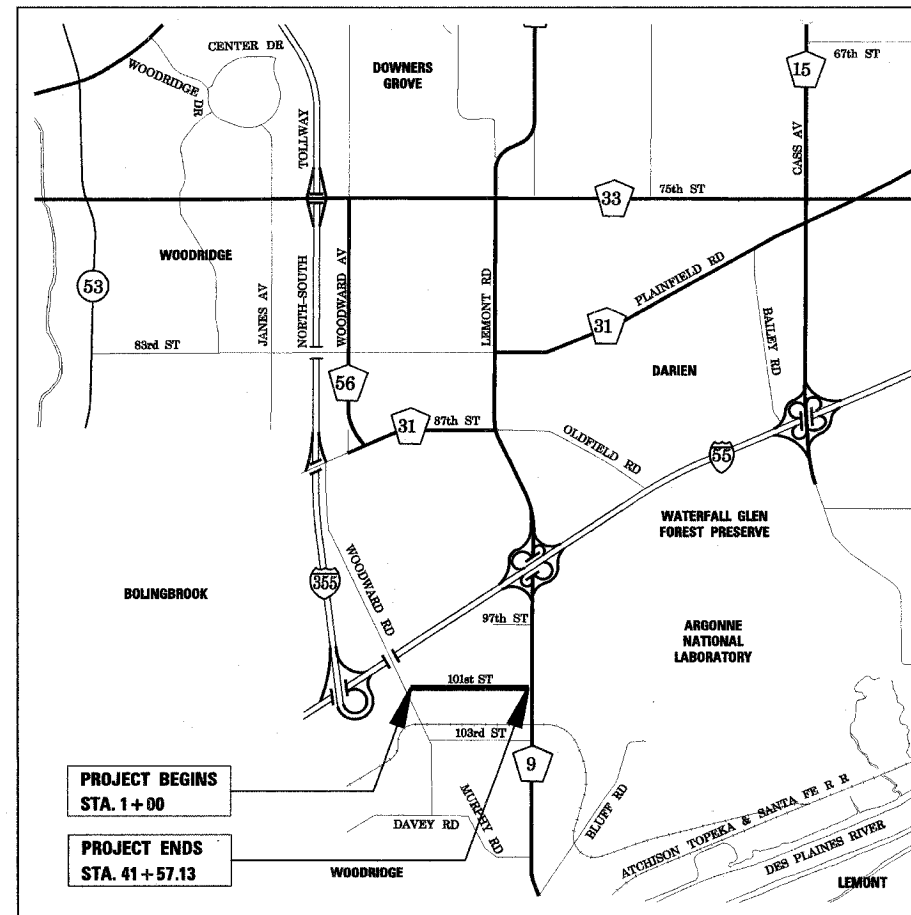 CENTER DR
WOODRIDGE DR
DOWNERS
GROVE
TOLLWAY
15
67th ST
CASS AV
33
75th ST
WOODRIDGE
53
JANES AV
NORTH-SOUTH
WOODWARD AV
LEMONT RD
PLAINFIELD RD
31
BAILEY RD
83rd ST
DARIEN
56
31
87th ST
OLDFIELD RD
55
WATERFALL GLEN
FOREST PRESERVE
BOLINGBROOK
355
WOODWARD RD
97th ST
ARGONNE
NATIONAL
LABORATORY
101st ST
103rd ST
9
PROJECT BEGINS
STA. 1+00
MURPHY RD
BLUFF RD
DAVEY RD
ATCHISON TOPEKA & SANTA FE R R
PROJECT ENDS
STA. 41+57.13
DES PLAINES RIVER
WOODRIDGE
LEMONT